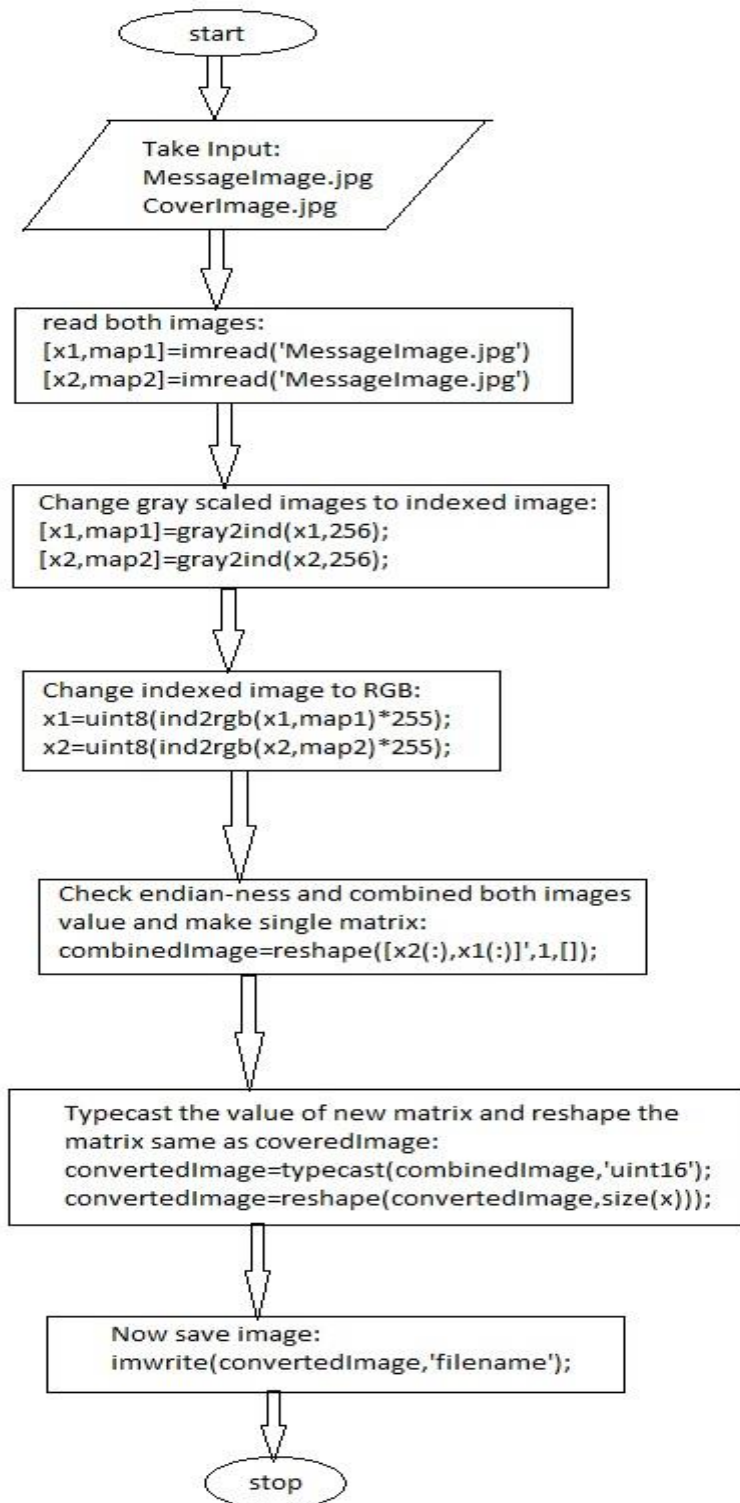 start
Take Input:
MessageImage.jpg
CoverImage.jpg
read both images:
[x1,map1]=imread('MessageImage.jpg')
[x2,map2]=imread('MessageImage.jpg')
Change gray scaled images to indexed image:
[x1,map1]=gray2ind(x1,256);
[x2,map2]=gray2ind(x2,256);
Change indexed image to RGB:
x1=uint8(ind2rgb(x1,map1)*255);
x2=uint8(ind2rgb(x2,map2)*255);
Check endian-ness and combined both images
value and make single matrix:
combinedImage=reshape([x2(:),x1(:)]',1,[]);
Typecast the value of new matrix and reshape the
matrix same as coveredImage:
convertedImage=typecast(combinedImage,'uint16');
convertedImage=reshape(convertedImage,size(x)));
Now save image:
imwrite(convertedImage,'filename');
stop